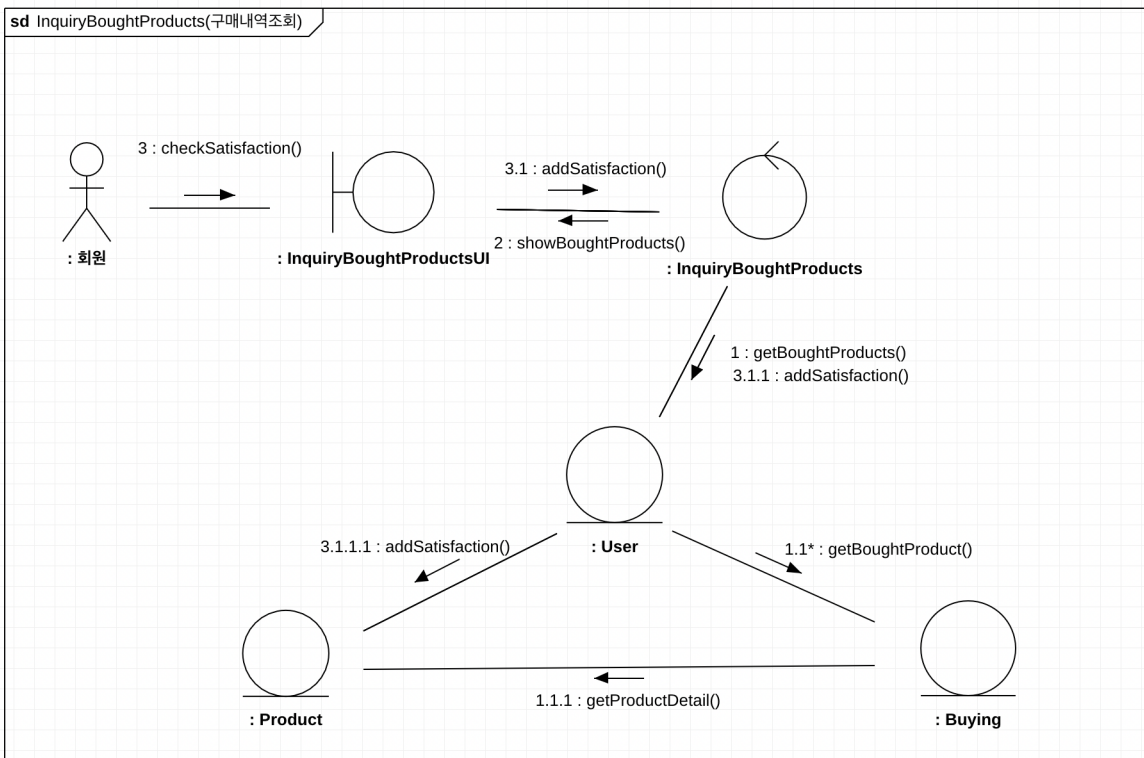 sd InquiryBoughtProducts(구매내역조회)
3 : checkSatisfaction()
3.1 : addSatisfaction()
2 : showBoughtProducts()
: 회원
: InquiryBoughtProductsUI
: InquiryBoughtProducts
1 : getBoughtProducts()
3.1.1 : addSatisfaction()
3.1.1.1 : addSatisfaction()
: User
1.1* : getBoughtProduct()
1.1.1 : getProductDetail()
: Product
: Buying